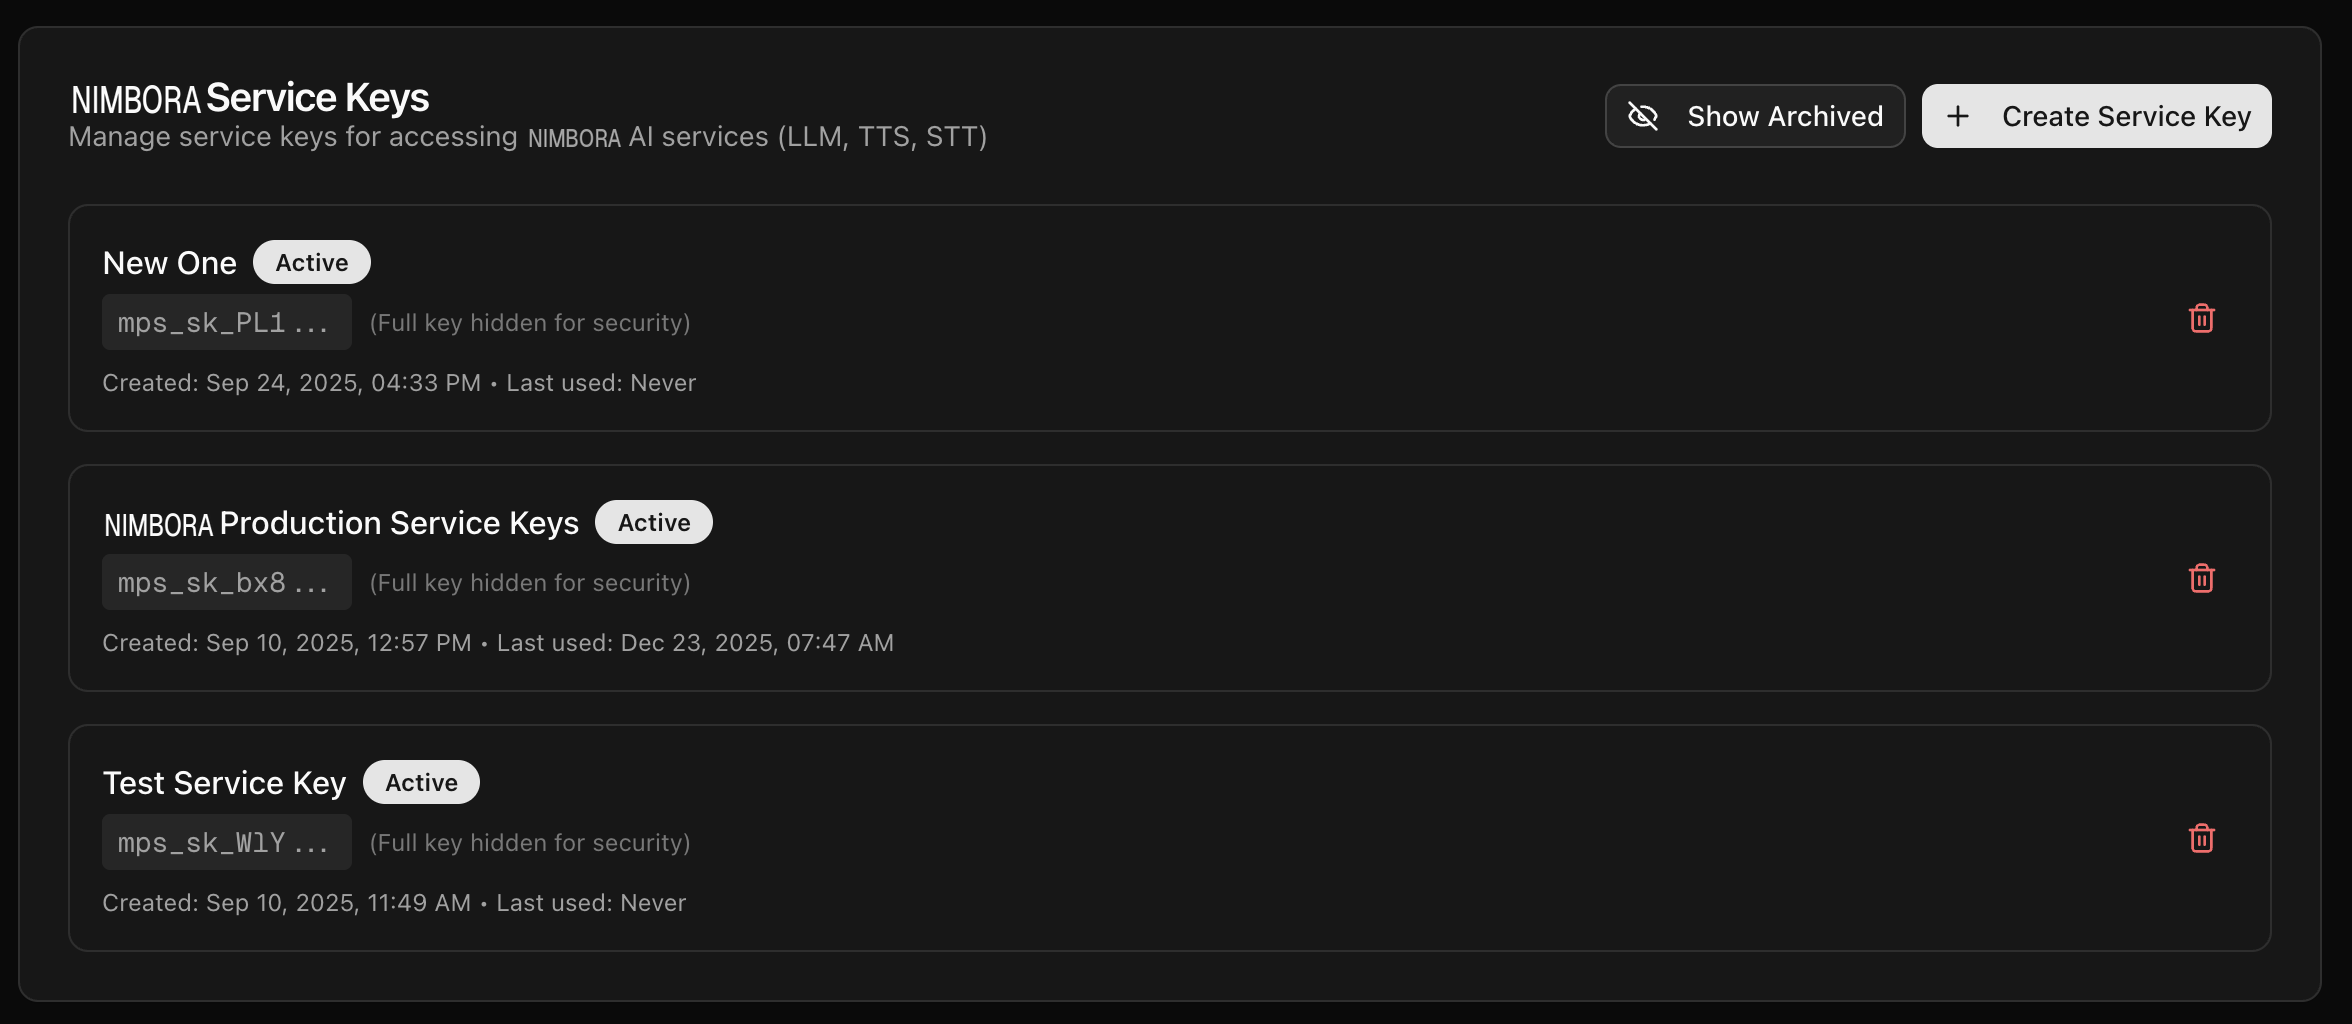 NIMBORA Service Keys
Manage service keys for accessing NIMBORA AI services (LLM, TTS, STT)
Show Archived
Create Service Key
New One Active
mps_sk_PL1... (Full key hidden for security)
Created: Sep 24, 2025, 04:33 PM • Last used: Never
NIMBORA Production Service Keys Active
mps_sk_bx8... (Full key hidden for security)
Created: Sep 10, 2025, 12:57 PM • Last used: Dec 23, 2025, 07:47 AM
Test Service Key Active
mps_sk_WlY... (Full key hidden for security)
Created: Sep 10, 2025, 11:49 AM • Last used: Never